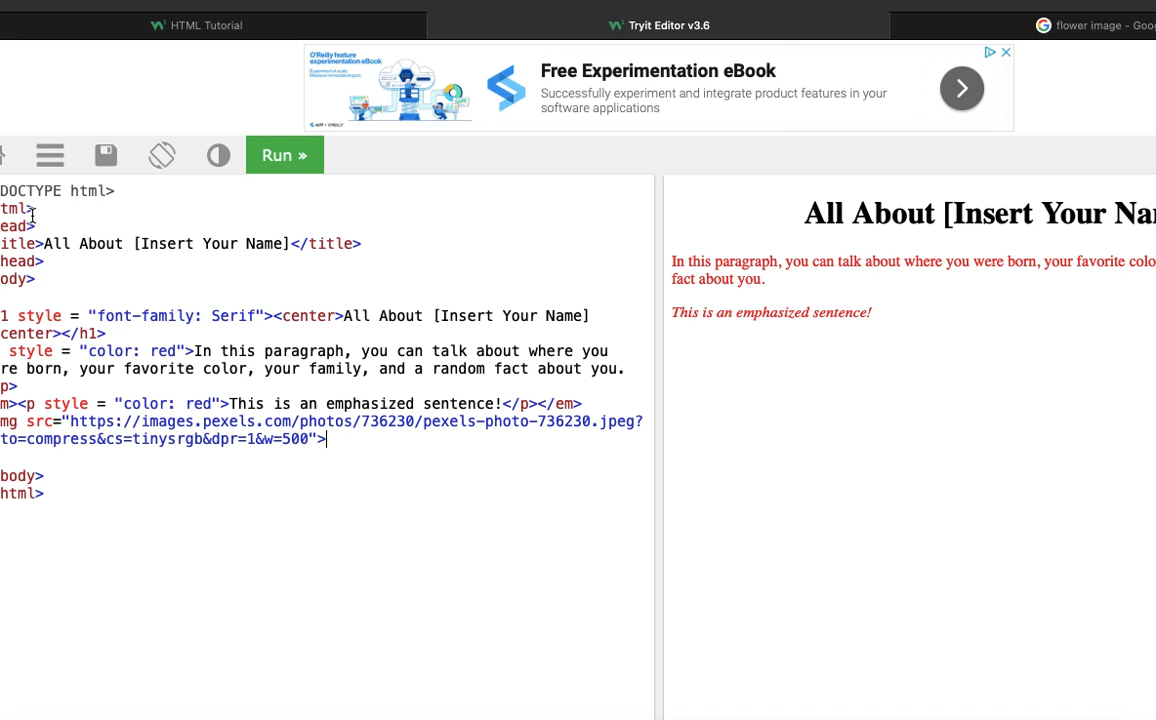 HTML Tutorial
Tryit Editor v3.6
flower image - Goo
O'Reilly feature
experimentation eBook
Free Experimentation eBook
Successfully experiment and integrate product features in your
software applications
Run »
DOCTYPE html>
tml>
ead>
itle>All About [Insert Your Name]</title>
head>
ody>
1 style = "font-family: Serif"><center>All About [Insert Your Name]
center></h1>
style = "color: red">In this paragraph, you can talk about where you
re born, your favorite color, your family, and a random fact about you.
p>
m><p style = "color: red">This is an emphasized sentence!</p></em>
mg src="https://images.pexels.com/photos/736230/pexels-photo-736230.jpeg?
to=compress&cs=tinysrgb&dpr=1&w=500">
body>
html>
All About [Insert Your Na
In this paragraph, you can talk about where you were born, your favorite colo
fact about you.
This is an emphasized sentence!